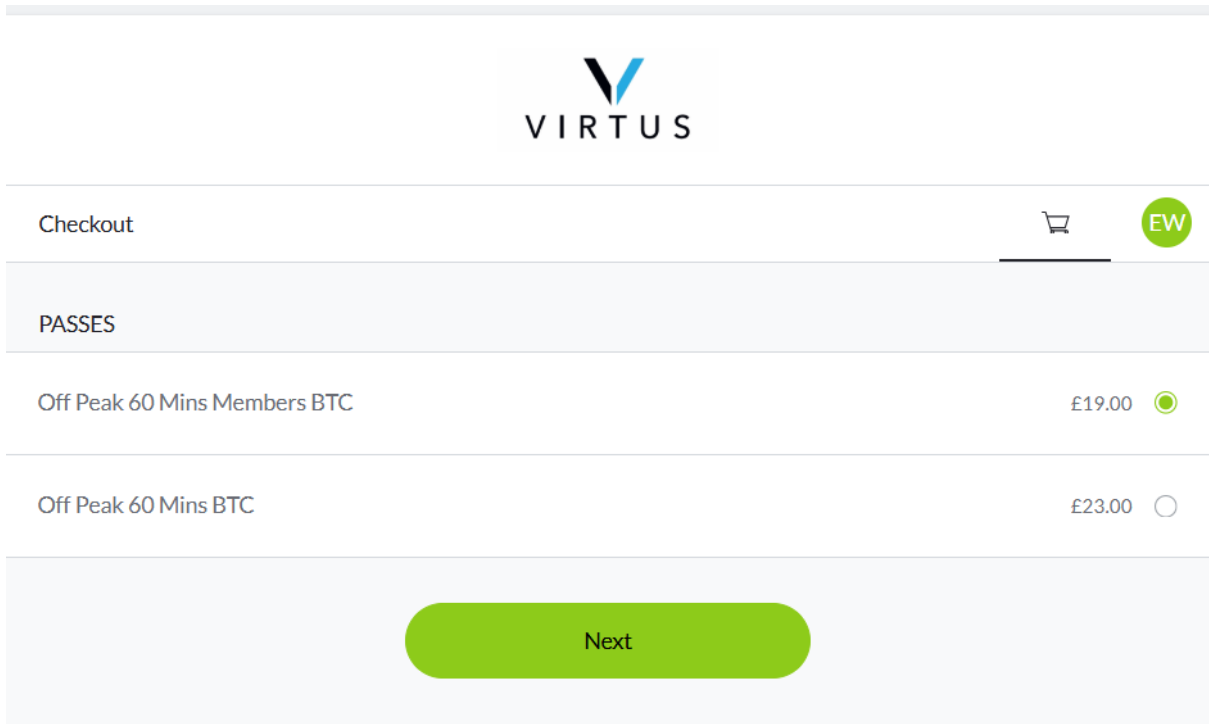 VIRTUS
Checkout EW
PASSES
Off Peak 60 Mins Members BTC £19.00
Off Peak 60 Mins BTC £23.00
Next